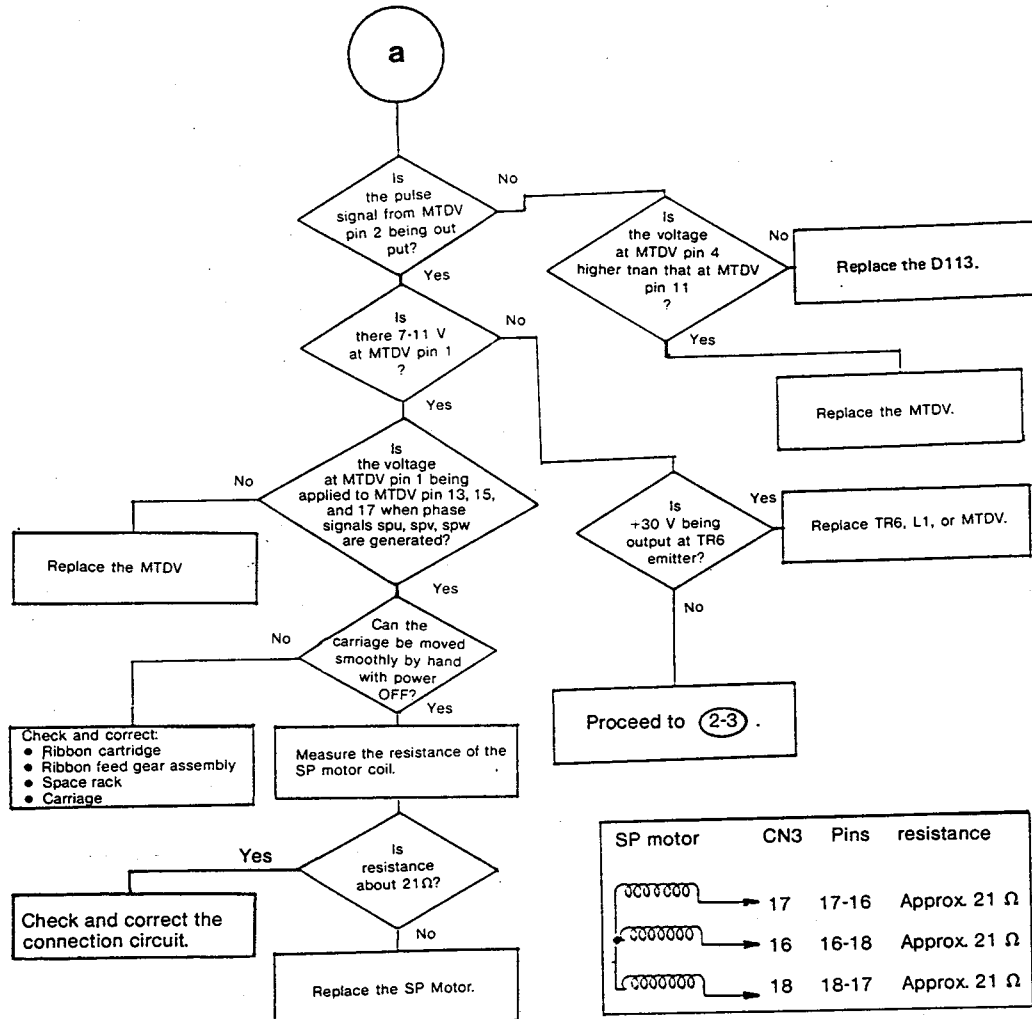 a
Is
the pulse
signal from MTDV
pin 2 being out
put?
No
Yes
Is
the voltage
at MTDV pin 4
higher tnan that at MTDV
pin 11
?
No
Replace the D113.
Yes
Replace the MTDV.
Is
there 7-11 V
at MTDV pin 1
?
No
Yes
Is
the voltage
at MTDV pin 1 being
applied to MTDV pin 13, 15,
and 17 when phase
signals spu, spv, spw
are generated?
No
Replace the MTDV
Yes
Is
+30 V being
output at TR6
emitter?
Yes
Replace TR6, L1, or MTDV.
No
Proceed to 2-3 .
Can the
carriage be moved
smoothly by hand
with power
OFF?
No
Yes
Check and correct:
● Ribbon cartridge
● Ribbon feed gear assembly
● Space rack
● Carriage
Measure the resistance of the
SP motor coil.
Is
resistance
about 21Ω?
Yes
Check and correct the
connection circuit.
No
Replace the SP Motor.
SP motor CN3 Pins resistance
17 17-16 Approx. 21 Ω
16 16-18 Approx. 21 Ω
18 18-17 Approx. 21 Ω